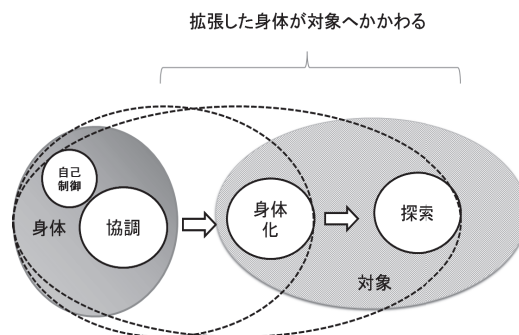 拡張した身体が対象へかかわる
自己
制御
身体
協調
身体
化
探索
対象